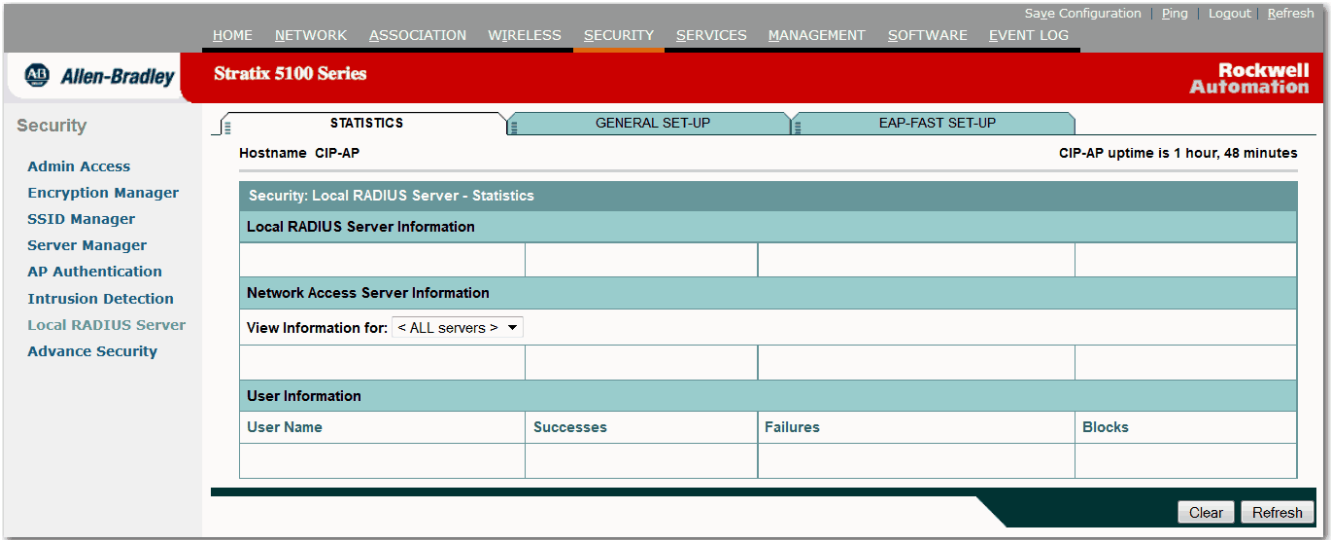 Save Configuration | Ping | Logout | Refresh
HOME NETWORK ASSOCIATION WIRELESS SECURITY SERVICES MANAGEMENT SOFTWARE EVENT LOG
AB Allen-Bradley Stratix 5100 Series Rockwell
Automation
Security
Admin Access
Encryption Manager
SSID Manager
Server Manager
AP Authentication
Intrusion Detection
Local RADIUS Server
Advance Security
STATISTICS GENERAL SET-UP EAP-FAST SET-UP
Hostname CIP-AP CIP-AP uptime is 1 hour, 48 minutes
Security: Local RADIUS Server - Statistics
Local RADIUS Server Information
Network Access Server Information
View Information for: < ALL servers >
User Information
User Name Successes Failures Blocks
Clear Refresh